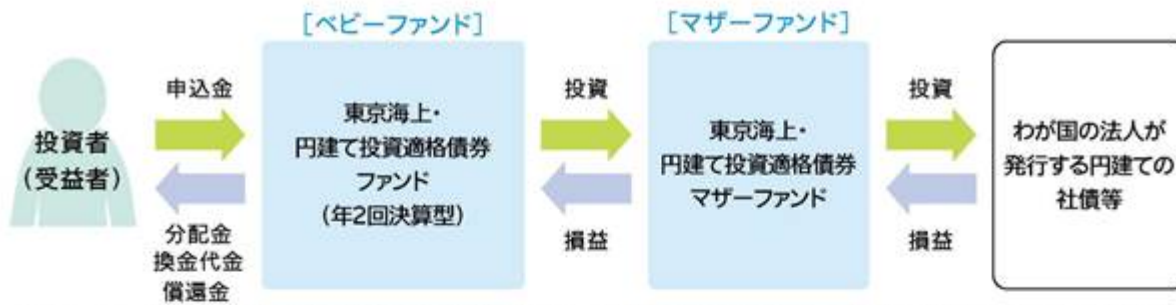 [ベビーファンド]
[マザーファンド]
投資者
(受益者)
申込金
分配金
換金代金
償還金
東京海上・
円建て投資適格債券
ファンド
(年2回決算型)
投資
損益
東京海上・
円建て投資適格債券
マザーファンド
投資
損益
わが国の法人が
発行する円建ての
社債等